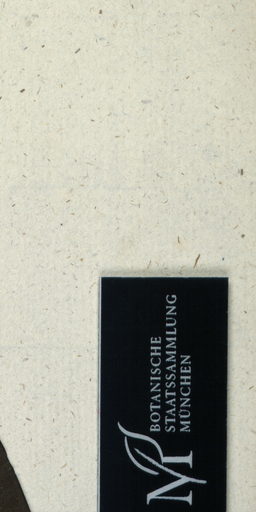 BOTANISCHE
STAATSSAMMLUNG
MÜNCHEN
M